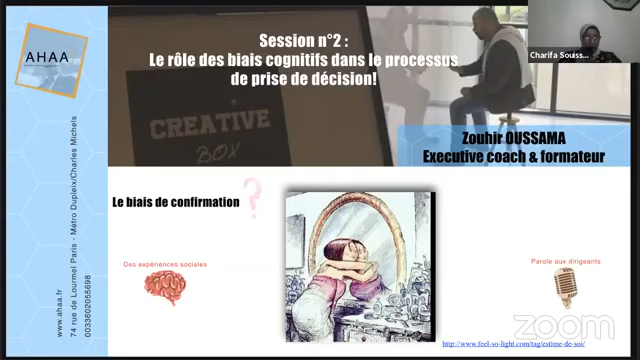 AHAA
Session n°2 :
Le rôle des biais cognitifs dans le processus
de prise de décision!
Charifa Souiss...
CREATIVE
BOX
Zouhir OUSSAMA
Executive coach & formateur
Le biais de confirmation
?
Des expériences sociales
Parole aux dirigeants
zoom
http://www.feel-so-light.com/tag/estime-de-soi/
www.ahaa.fr
74 rue de Lourmel Paris - Métro Dupleix/Charles Michels
0033602055698